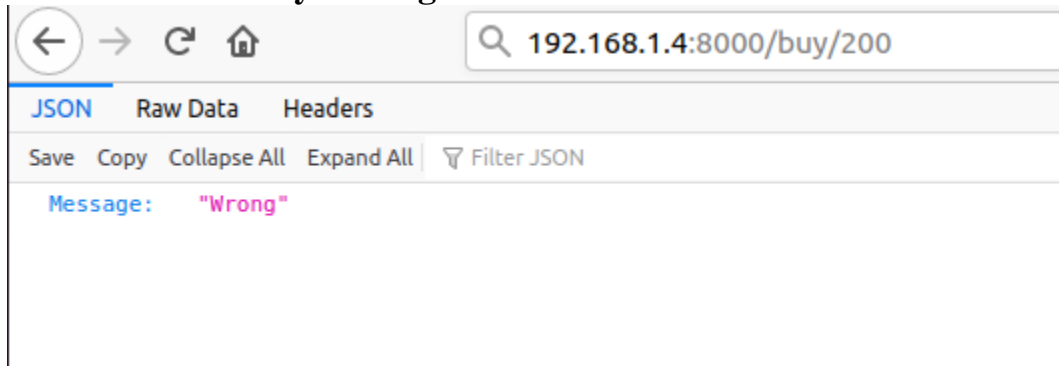 192.168.1.4:8000/buy/200
JSON Raw Data Headers
Save Copy Collapse All Expand All Filter JSON
Message: "Wrong"